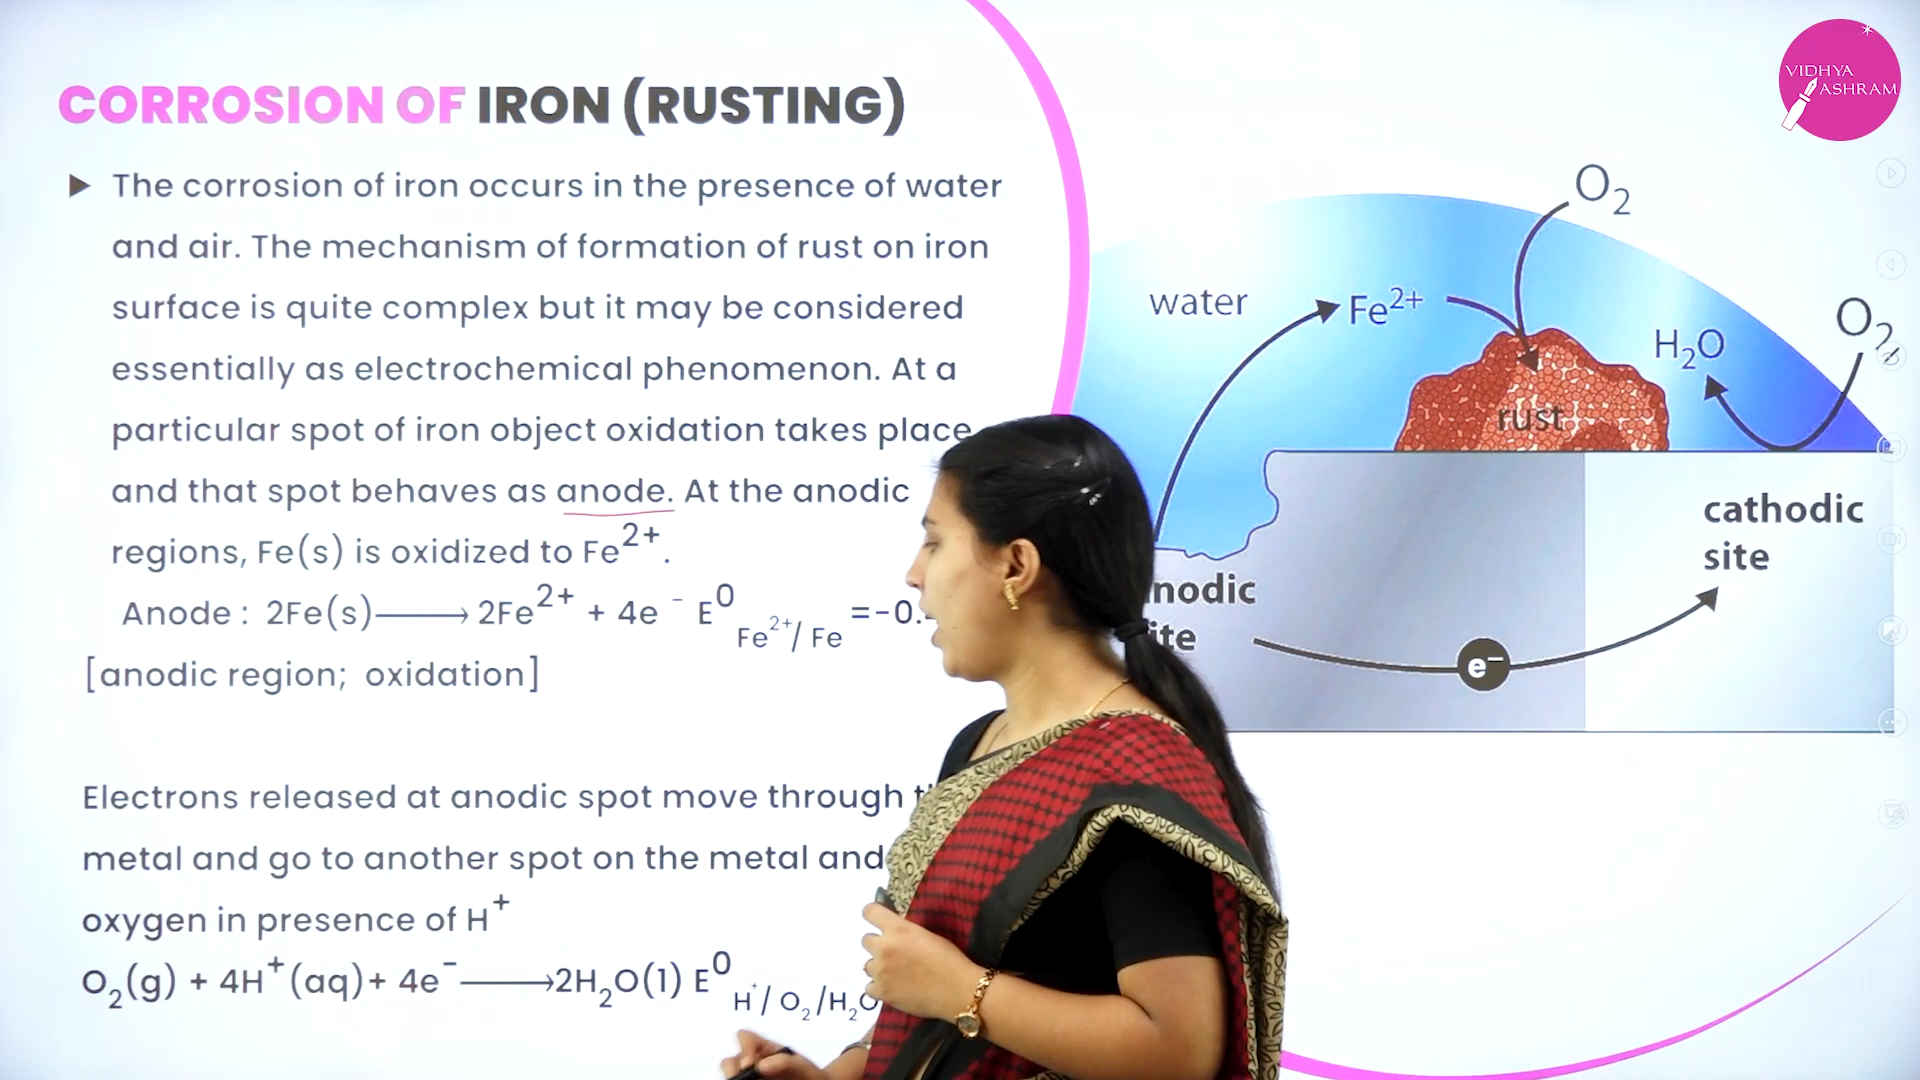 VIDHYA
ASHRAM
CORROSION OF IRON (RUSTING)
The corrosion of iron occurs in the presence of water
and air. The mechanism of formation of rust on iron
surface is quite complex but it may be considered
essentially as electrochemical phenomenon. At a
particular spot of iron object oxidation takes place
and that spot behaves as anode. At the anodic
regions, Fe(s) is oxidized to Fe²⁺.
Anode : 2Fe(s)⟶2Fe²⁺ + 4e ⁻ E⁰ Fe²⁺/ Fe =-0.
[anodic region; oxidation]
Electrons released at anodic spot move through
metal and go to another spot on the metal and
oxygen in presence of H⁺
O₂(g) + 4H⁺(aq)+ 4e⁻⟶2H₂O(1) E⁰ H⁺/ O₂/H₂O
O₂
water
Fe²⁺
H₂O
O₂
rust
cathodic
site
e⁻